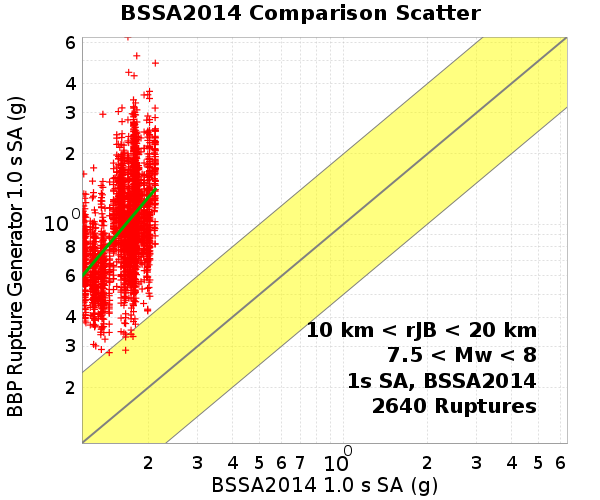 BSSA2014 Comparison Scatter
BBP Rupture Generator 1.0 s SA (g)
6
4
3
2
10^0
8
6
4
3
2
10 km < rJB < 20 km
7.5 < Mw < 8
1s SA, BSSA2014
2640 Ruptures
2 3 4 5 6 7 10^0 2 3 4 5 6
BSSA2014 1.0 s SA (g)